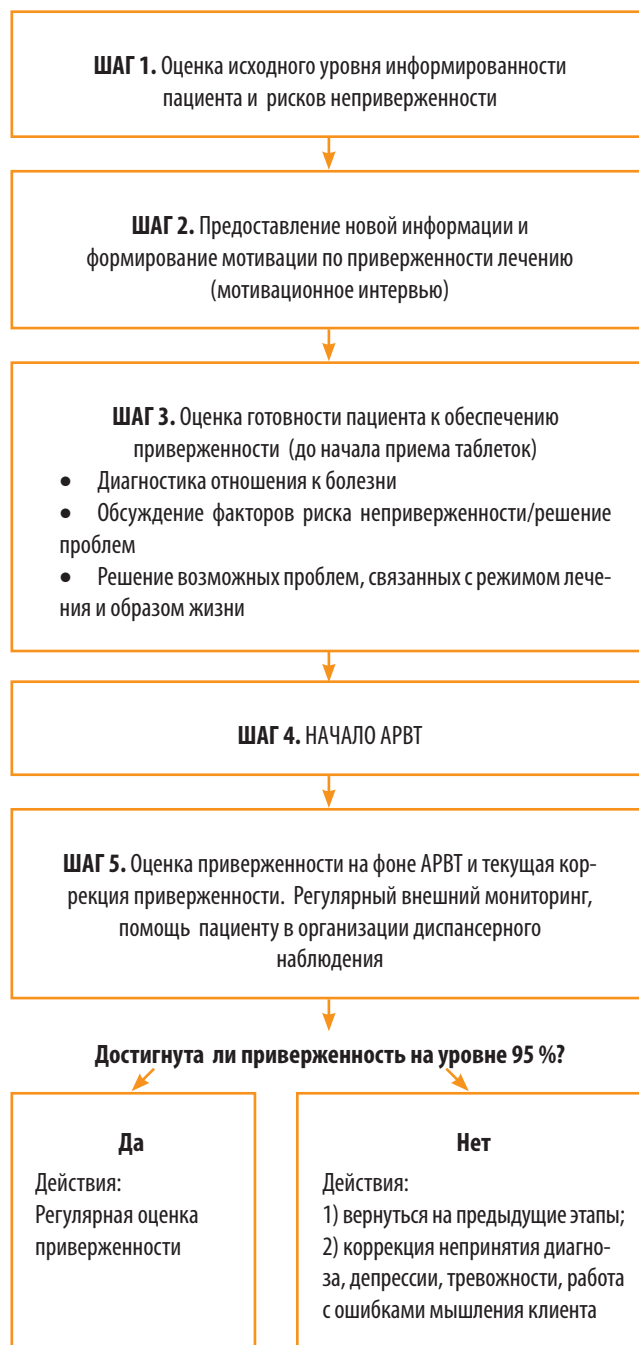 ШАГ 1. Оценка исходного уровня информированности
пациента и рисков неприверженности
ШАГ 2. Предоставление новой информации и
формирование мотивации по приверженности лечению
(мотивационное интервью)
ШАГ 3. Оценка готовности пациента к обеспечению
приверженности (до начала приема таблеток)
• Диагностика отношения к болезни
• Обсуждение факторов риска неприверженности/решение
проблем
• Решение возможных проблем, связанных с режимом лече-
ния и образом жизни
ШАГ 4. НАЧАЛО АРВТ
ШАГ 5. Оценка приверженности на фоне АРВТ и текущая кор-
рекция приверженности. Регулярный внешний мониторинг,
помощь пациенту в организации диспансерного
наблюдения
Достигнута ли приверженность на уровне 95 %?
Да
Действия:
Регулярная оценка
приверженности
Нет
Действия:
1) вернуться на предыдущие этапы;
2) коррекция непринятия диагно-
за, депрессии, тревожности, работа
с ошибками мышления клиента